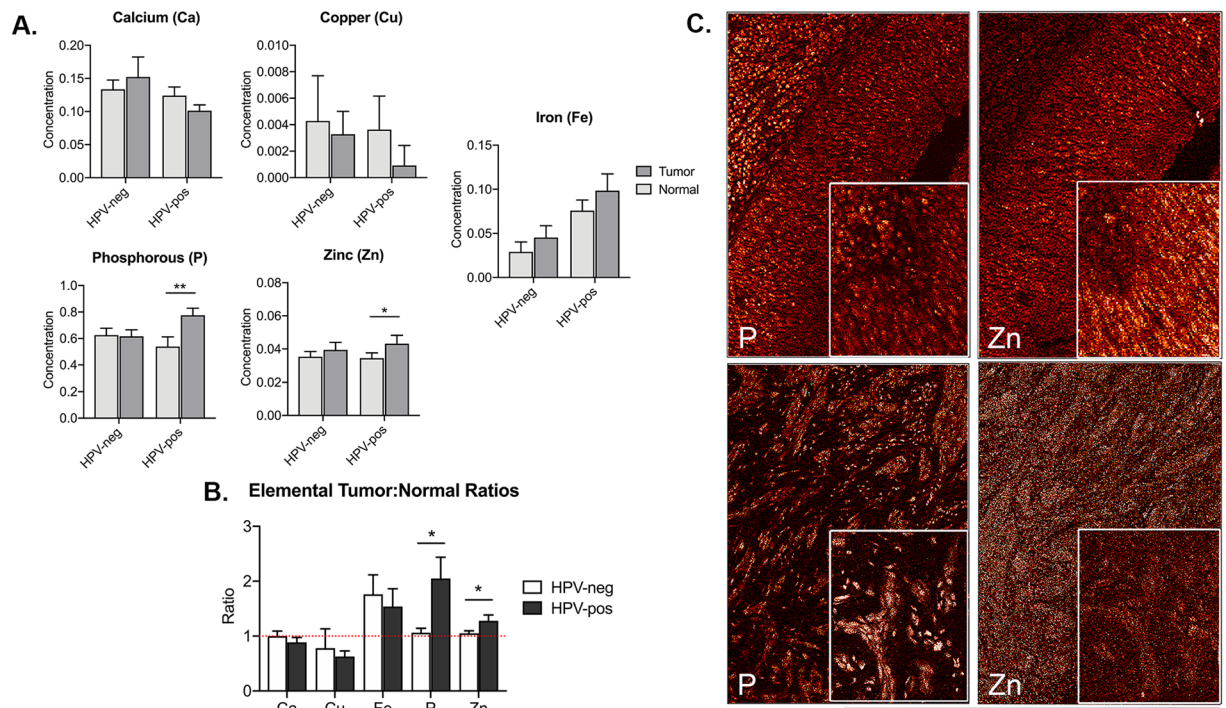 A.
Calcium (Ca)
Concentration
0.20
0.15
0.10
0.05
0.00
HPV-neg
HPV-pos
Copper (Cu)
Concentration
0.010
0.008
0.006
0.004
0.002
0.000
HPV-neg
HPV-pos
Iron (Fe)
Concentration
0.15
0.10
0.05
0.00
HPV-neg
HPV-pos
Tumor
Normal
Phosphorous (P)
Concentration
1.0
0.8
0.6
0.4
0.2
0.0
**
HPV-neg
HPV-pos
Zinc (Zn)
Concentration
0.08
0.06
0.04
0.02
0.00
*
HPV-neg
HPV-pos
B.
Elemental Tumor:Normal Ratios
Ratio
3
2
1
0
*
*
HPV-neg
HPV-pos
Ca Cu Fe P Zn
C.
P
Zn
P
Zn